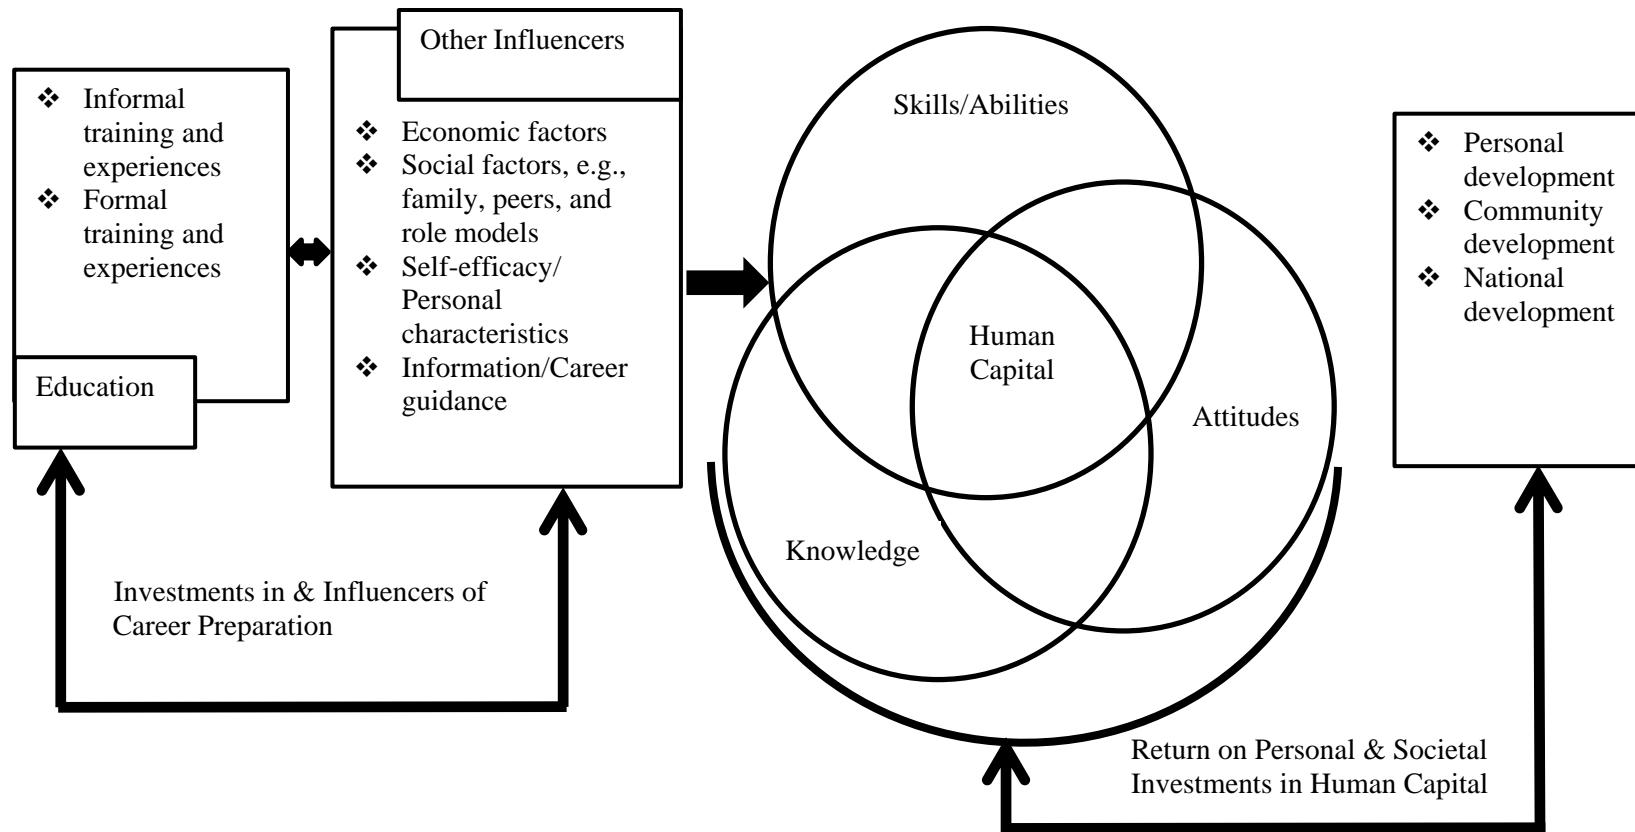 Informal
training and
experiences
Formal
training and
experiences
Education
Other Influencers
Economic factors
Social factors, e.g.,
family, peers, and
role models
Self-efficacy/
Personal
characteristics
Information/Career
guidance
Investments in & Influencers of
Career Preparation
Skills/Abilities
Human
Capital
Attitudes
Knowledge
Personal
development
Community
development
National
development
Return on Personal & Societal
Investments in Human Capital